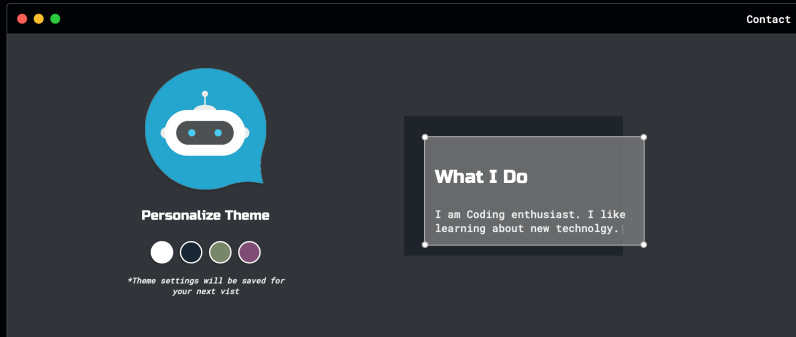 Contact
Personalize Theme
*Theme settings will be saved for
your next vist
What I Do
I am Coding enthusiast. I like
learning about new technolgy.